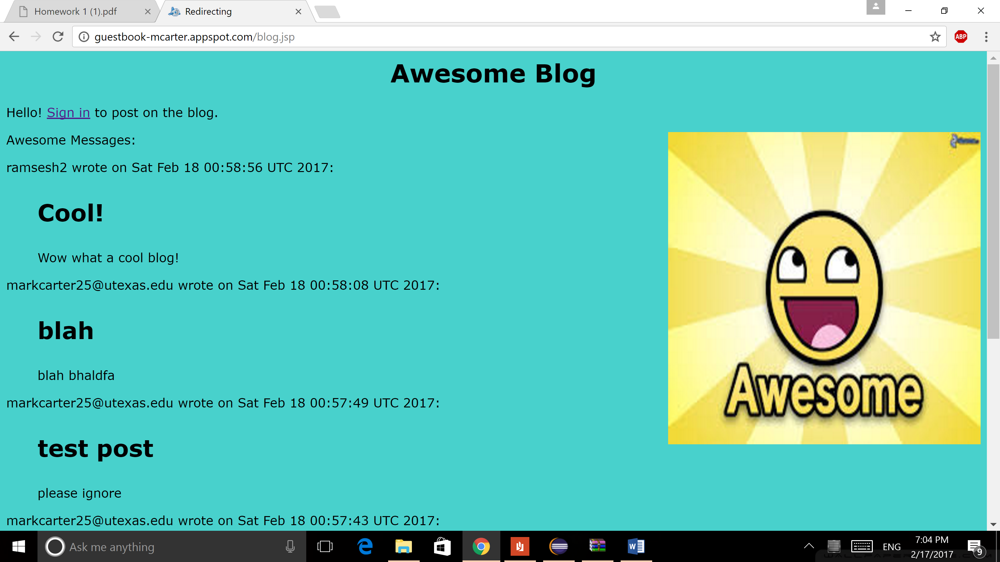 Homework 1 (1).pdf
Redirecting
guestbook-mcarter.appspot.com/blog.jsp
ABP
Awesome Blog
Hello! Sign in to post on the blog.
Awesome Messages:
ramsesh2 wrote on Sat Feb 18 00:58:56 UTC 2017:
Cool!
Wow what a cool blog!
markcarter25@utexas.edu wrote on Sat Feb 18 00:58:08 UTC 2017:
blah
blah bhaldfa
markcarter25@utexas.edu wrote on Sat Feb 18 00:57:49 UTC 2017:
test post
please ignore
markcarter25@utexas.edu wrote on Sat Feb 18 00:57:43 UTC 2017:
Awesome
Ask me anything
W
ENG
7:04 PM
2/17/2017
9